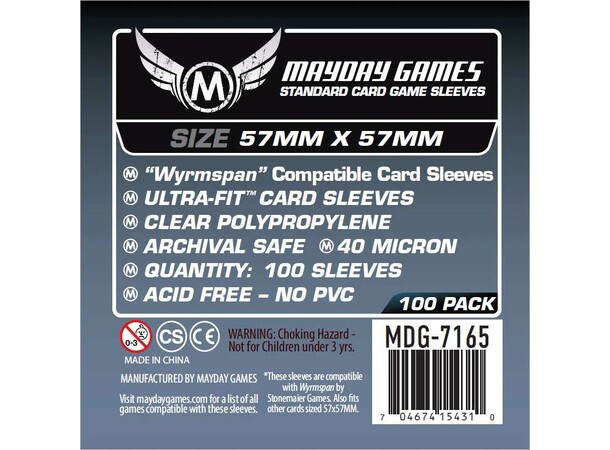 M
MAYDAY GAMES
STANDARD CARD GAME SLEEVES
SIZE 57MM X 57MM
"Wyrmspan" Compatible Card Sleeves
ULTRA-FIT™ CARD SLEEVES
CLEAR POLYPROPYLENE
ARCHIVAL SAFE M 40 MICRON
QUANTITY: 100 SLEEVES
ACID FREE – NO PVC
100 PACK
0-3 CS CE
MADE IN CHINA
WARNING: Choking Hazard -
Not for Children under 3 yrs.
MANUFACTURED BY MAYDAY GAMES
Visit maydaygames.com for a list of all
games compatible with these sleeves.
*These sleeves are compatible
with Wyrmspan by
Stonemaier Games. Also fits
other cards sized 57x57MM.
MDG-7165
7 04674 15431 0